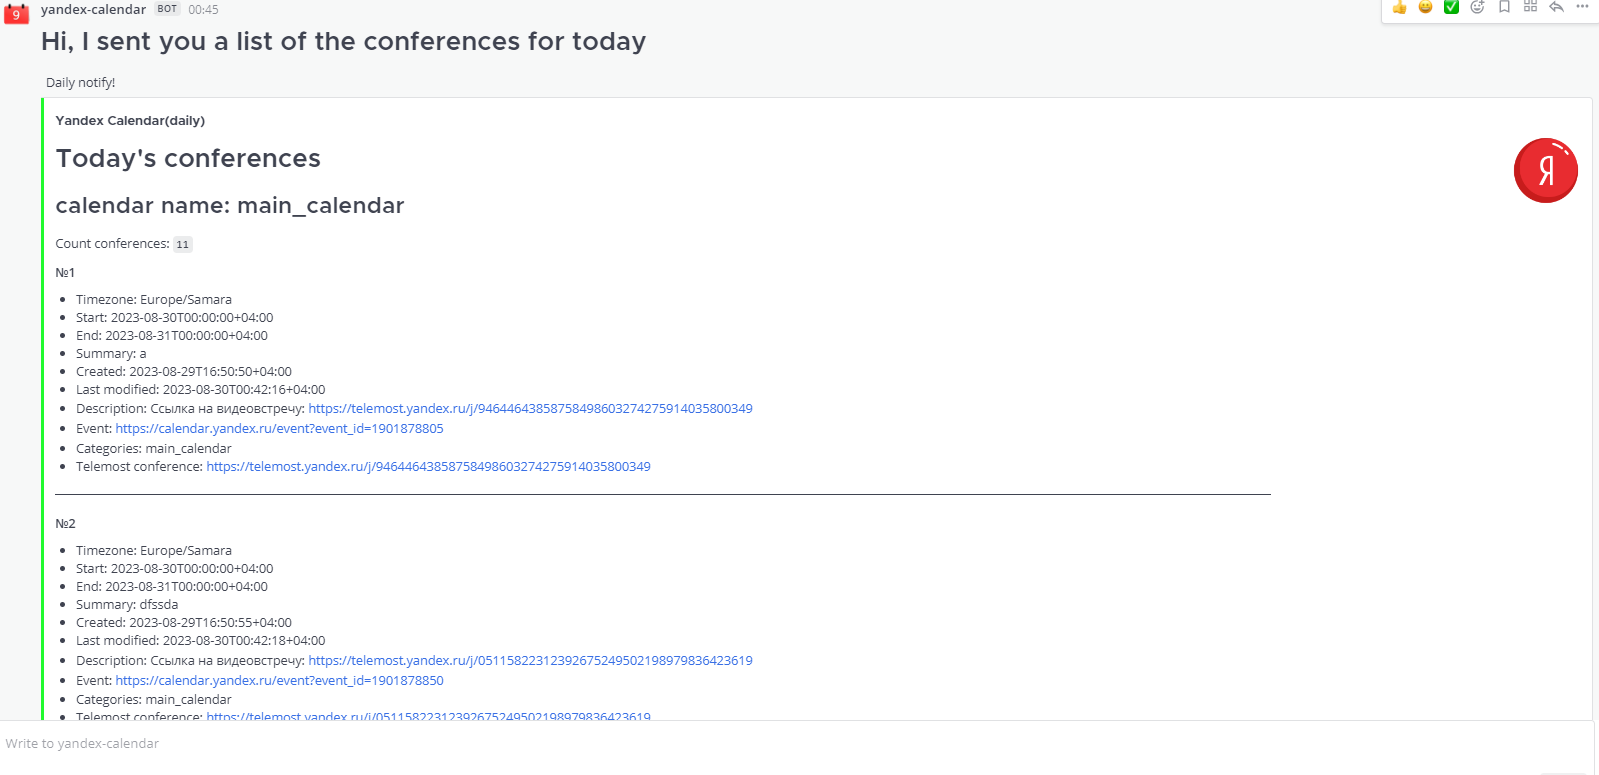 9
yandex-calendar BOT 00:45
Hi, I sent you a list of the conferences for today
Daily notify!
Yandex Calendar(daily)
Today's conferences
Я
calendar name: main_calendar
Count conferences: 11
№1
Timezone: Europe/Samara
Start: 2023-08-30T00:00:00+04:00
End: 2023-08-31T00:00:00+04:00
Summary: a
Created: 2023-08-29T16:50:50+04:00
Last modified: 2023-08-30T00:42:16+04:00
Description: Ссылка на видеовстречу: https://telemost.yandex.ru/j/94644643858758498603274275914035800349
Event: https://calendar.yandex.ru/event?event_id=1901878805
Categories: main_calendar
Telemost conference: https://telemost.yandex.ru/j/94644643858758498603274275914035800349
№2
Timezone: Europe/Samara
Start: 2023-08-30T00:00:00+04:00
End: 2023-08-31T00:00:00+04:00
Summary: dfssda
Created: 2023-08-29T16:50:55+04:00
Last modified: 2023-08-30T00:42:18+04:00
Description: Ссылка на видеовстречу: https://telemost.yandex.ru/j/05115822312392675249502198979836423619
Event: https://calendar.yandex.ru/event?event_id=1901878850
Categories: main_calendar
Telemost conference: https://telemost.yandex.ru/j/05115822312392675249502198979836423619
Write to yandex-calendar